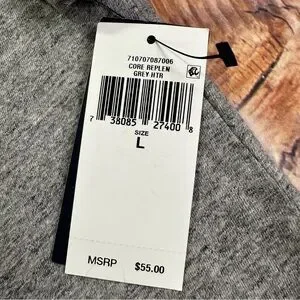 710707087006
CORE REPLEN
GREY HTR
7 38085 27400 8
SIZE
L
MSRP $55.00